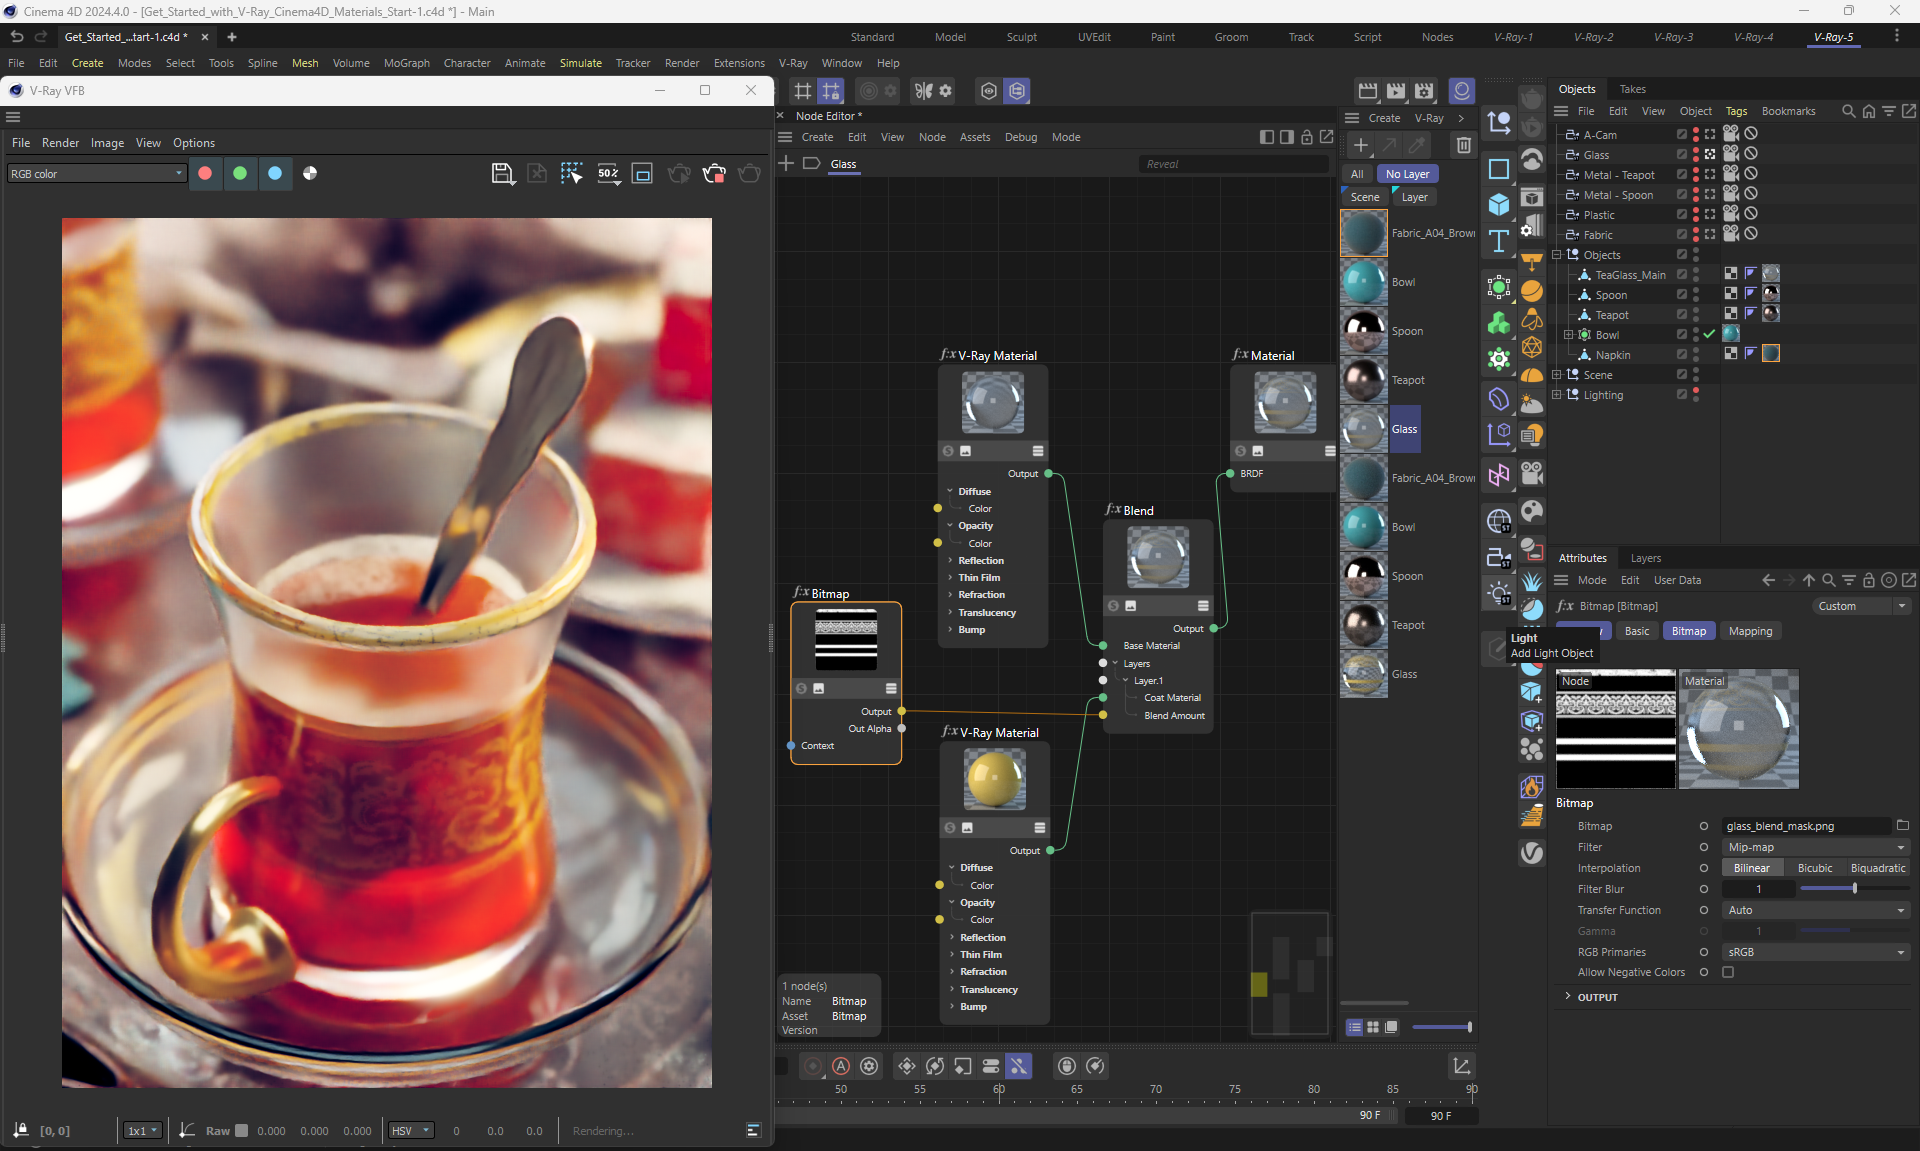 Cinema 4D 2024.4.0 - [Get_Started_with_V-Ray_Cinema4D_Materials_Start-1.c4d *] - Main
Get_Started_...tart-1.c4d *
Standard Model Sculpt UVEdit Paint Groom Track Script Nodes V-Ray-1 V-Ray-2 V-Ray-3 V-Ray-4 V-Ray-5
File Edit Create Modes Select Tools Spline Mesh Volume MoGraph Character Animate Simulate Tracker Render Extensions V-Ray Window Help
V-Ray VFB
File Render Image View Options
RGB color
50%
[0, 0]
1x1
Raw 0.000 0.000 0.000
HSV 0 0.0 0.0
Rendering...
Node Editor *
Create Edit View Node Assets Debug Mode
Glass
Reveal
f:x V-Ray Material
S
Output
Diffuse
Color
Opacity
Color
Reflection
Thin Film
Refraction
Translucency
Bump
f:x Material
S
BRDF
f:x Blend
S
Output
Base Material
Layers
Layer.1
Coat Material
Blend Amount
f:x Bitmap
S
Output
Out Alpha
Context
f:x V-Ray Material
S
Output
Diffuse
Color
Opacity
Color
Reflection
Thin Film
Refraction
Translucency
Bump
1 node(s)
Name Bitmap
Asset Bitmap
Version
A
50 55 60 65 70 75 80 85 90
90 F
90 F
Create V-Ray
All No Layer
Scene Layer
Fabric_A04_Brow
Bowl
Spoon
Teapot
Glass
Fabric_A04_Brow
Bowl
Spoon
Teapot
Glass
T
ST
ST
ST
Light
Add Light Object
Objects Takes
File Edit View Object Tags Bookmarks
A-Cam
Glass
Metal - Teapot
Metal - Spoon
Plastic
Fabric
Objects
TeaGlass_Main
Spoon
Teapot
Bowl
Napkin
Scene
Lighting
Attributes Layers
Mode Edit User Data
f:x Bitmap [Bitmap]
Custom
Basic Bitmap Mapping
Node
Material
Bitmap
Bitmap glass_blend_mask.png
Filter Mip-map
Interpolation Bilinear Bicubic Biquadratic
Filter Blur 1
Transfer Function Auto
Gamma 1
RGB Primaries sRGB
Allow Negative Colors
OUTPUT